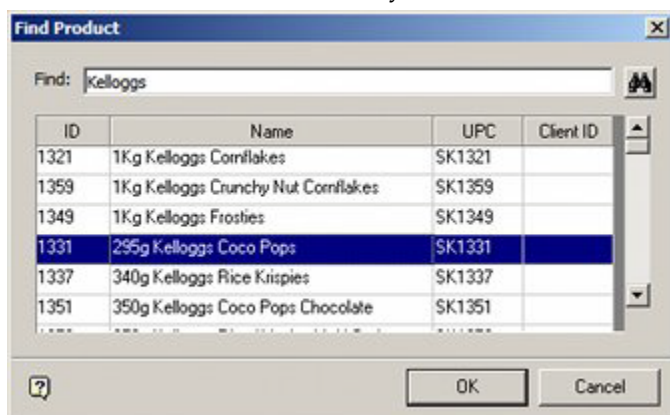 Find Product
Find: Kelloggs
ID Name UPC Client ID
1321 1Kg Kelloggs Cornflakes SK1321
1359 1Kg Kelloggs Crunchy Nut Cornflakes SK1359
1349 1Kg Kelloggs Frosties SK1349
1331 295g Kelloggs Coco Pops SK1331
1337 340g Kelloggs Rice Krispies SK1337
1351 350g Kelloggs Coco Pops Chocolate SK1351
OK Cancel